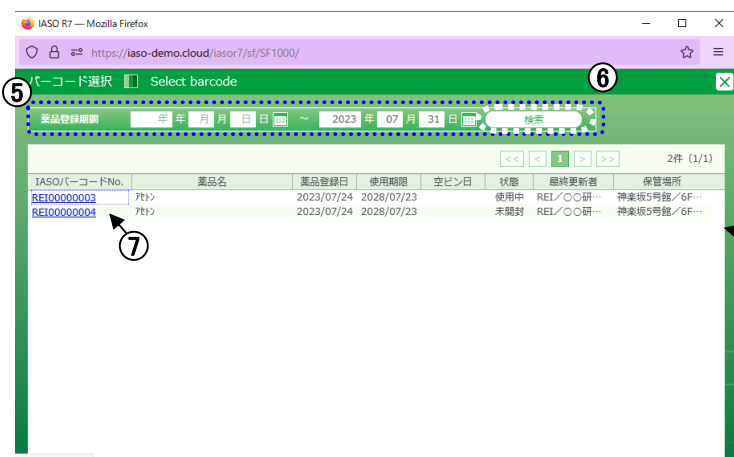 IASO R7 — Mozilla Firefox
https://iaso-demo.cloud/iasor7/sf/SF1000/
バーコード選択 Select barcode
⑤ ⑥
薬品登録期間 年 年 月 月 日 日 ～ 2023 年 07 月 31 日 検索
<< < 1 > >> 2件 (1/1)
IASOバーコードNo. 薬品名 薬品登録日 使用期限 空ビン日 状態 最終更新者 保管場所
REI00000003 ｱｾﾄﾝ 2023/07/24 2028/07/23 使用中 REI／○○研… 神楽坂5号館／6F…
REI00000004 ｱｾﾄﾝ 2023/07/24 2028/07/23 未開封 REI／○○研… 神楽坂5号館／6F…
⑦